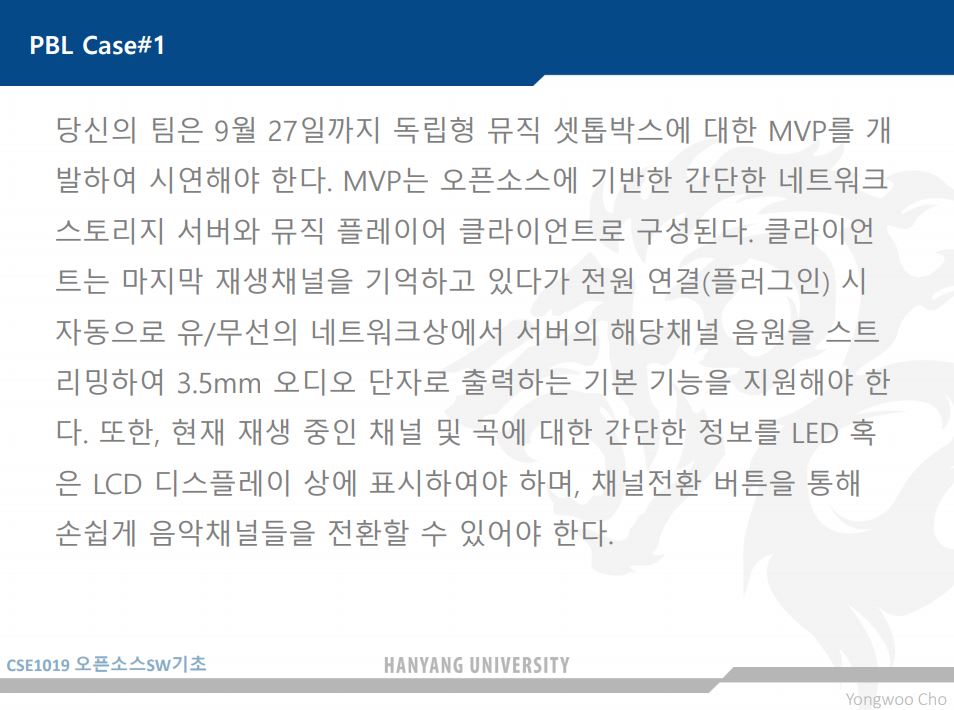 PBL Case#1
당신의 팀은 9월 27일까지 독립형 뮤직 셋톱박스에 대한 MVP를 개
발하여 시연해야 한다. MVP는 오픈소스에 기반한 간단한 네트워크
스토리지 서버와 뮤직 플레이어 클라이언트로 구성된다. 클라이언
트는 마지막 재생채널을 기억하고 있다가 전원 연결(플러그인) 시
자동으로 유/무선의 네트워크상에서 서버의 해당채널 음원을 스트
리밍하여 3.5mm 오디오 단자로 출력하는 기본 기능을 지원해야 한
다. 또한, 현재 재생 중인 채널 및 곡에 대한 간단한 정보를 LED 혹
은 LCD 디스플레이 상에 표시하여야 하며, 채널전환 버튼을 통해
손쉽게 음악채널들을 전환할 수 있어야 한다.
CSE1019 오픈소스SW기초
HANYANG UNIVERSITY
Yongwoo Cho